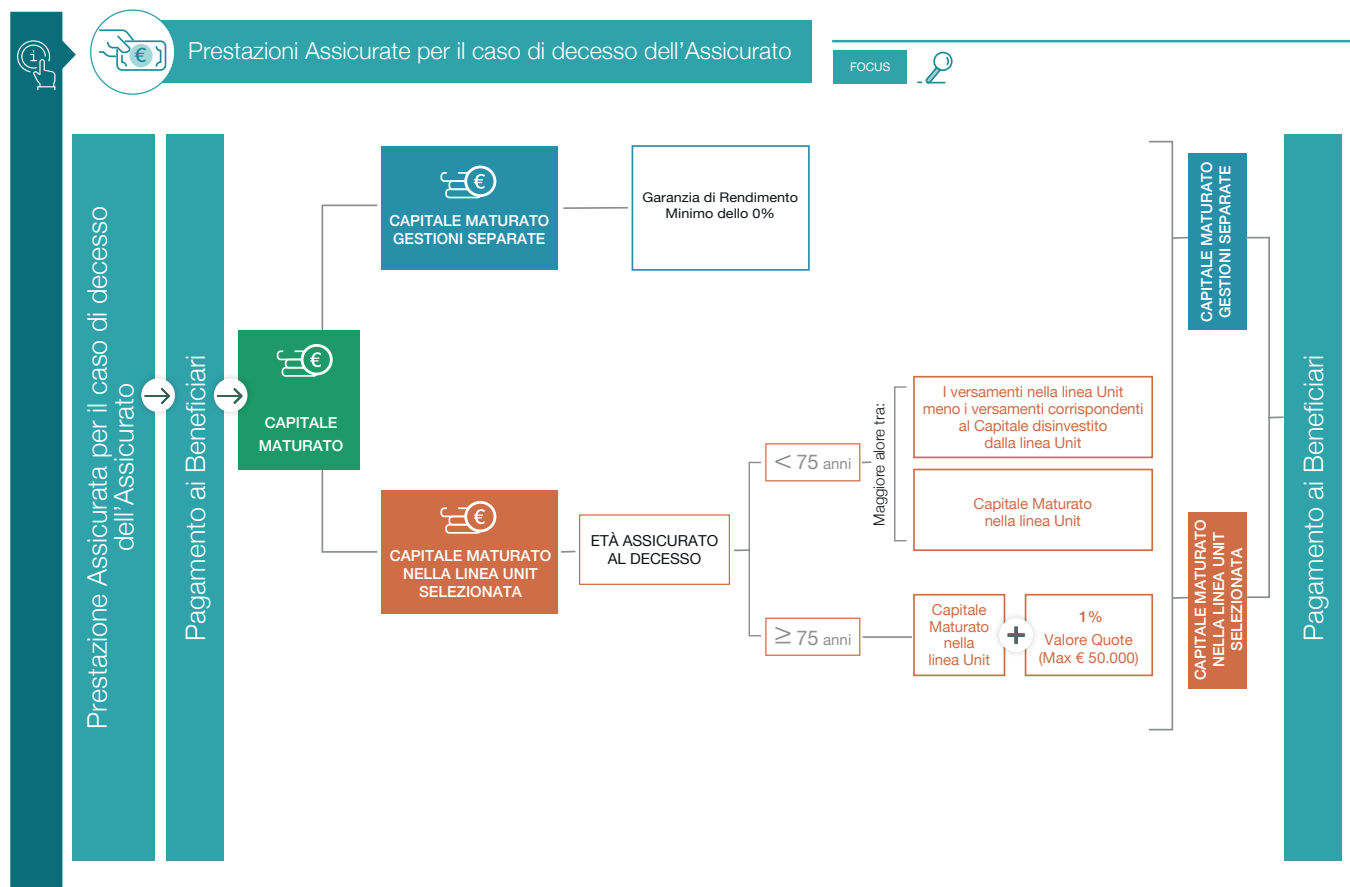 Prestazioni Assicurate per il caso di decesso dell’Assicurato
FOCUS
Prestazione Assicurata per il caso di decesso
dell’Assicurato
Pagamento ai Beneficiari
€
CAPITALE
MATURATO
€
CAPITALE MATURATO
GESTIONI SEPARATE
Garanzia di Rendimento
Minimo dello 0%
€
CAPITALE MATURATO
NELLA LINEA UNIT
SELEZIONATA
ETÀ ASSICURATO
AL DECESSO
< 75 anni
Maggiore alore tra:
I versamenti nella linea Unit
meno i versamenti corrispondenti
al Capitale disinvestito
dalla linea Unit
Capitale Maturato
nella linea Unit
≥ 75 anni
Capitale
Maturato
nella
linea Unit
+
1%
Valore Quote
(Max € 50.000)
CAPITALE MATURATO
GESTIONI SEPARATE
CAPITALE MATURATO
NELLA LINEA UNIT
SELEZIONATA
Pagamento ai Beneficiari